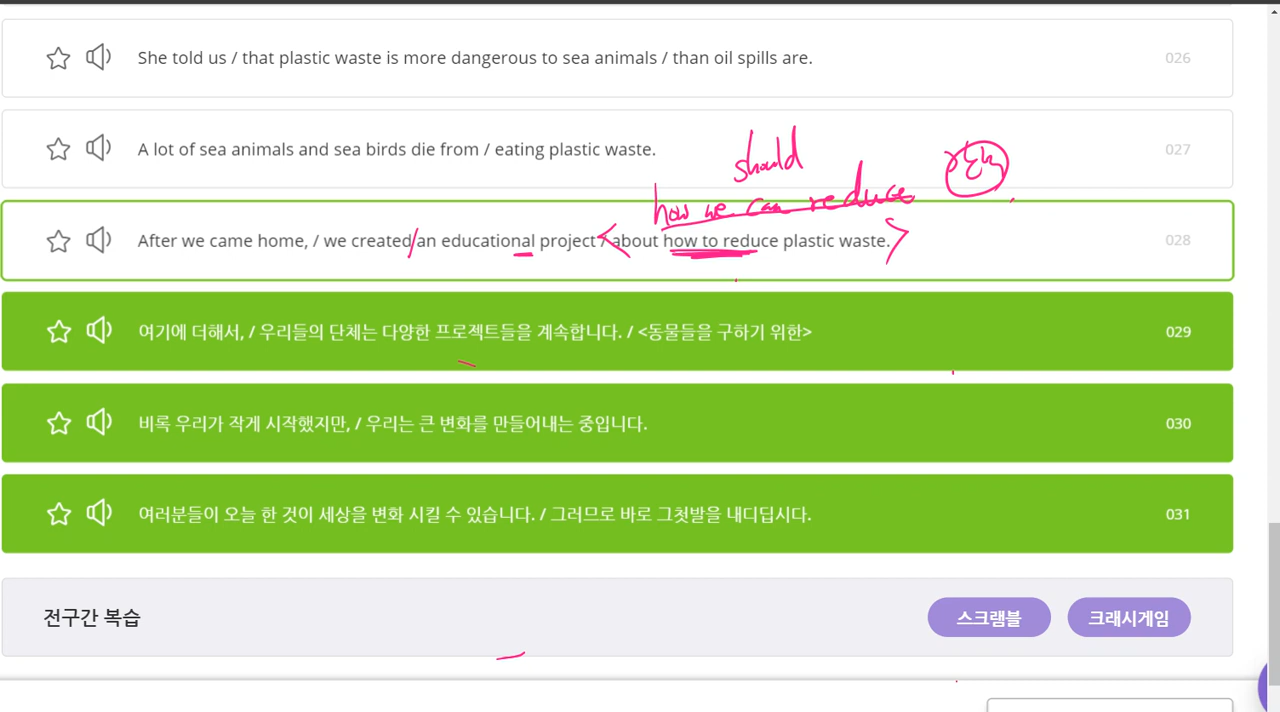 She told us / that plastic waste is more dangerous to sea animals / than oil spills are. 026
A lot of sea animals and sea birds die from / eating plastic waste. 027
should
how we can reduce
After we came home, / we created/an educational project </ about how to reduce plastic waste.> 028
여기에 더해서, / 우리들의 단체는 다양한 프로젝트들을 계속합니다. / <동물들을 구하기 위한> 029
비록 우리가 작게 시작했지만, / 우리는 큰 변화를 만들어내는 중입니다. 030
여러분들이 오늘 한 것이 세상을 변화 시킬 수 있습니다. / 그러므로 바로 그첫발을 내디딥시다. 031
전구간 복습 스크램블 크래시게임